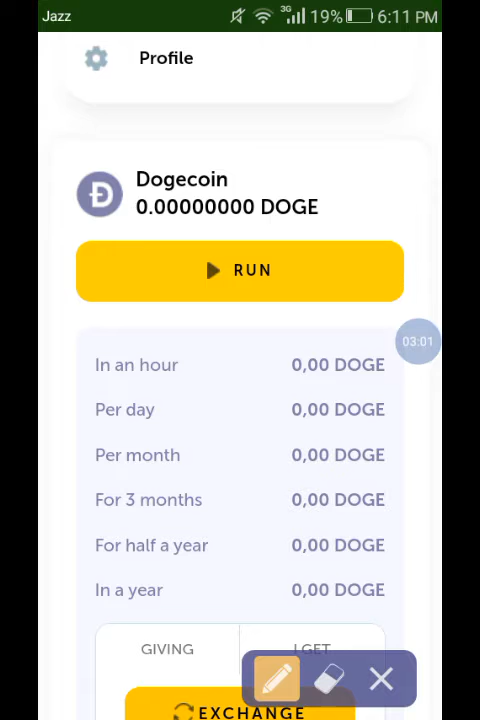 Jazz 3G 19% 6:11 PM
Profile
Dogecoin
0.00000000 DOGE
RUN
03:01
In an hour 0,00 DOGE
Per day 0,00 DOGE
Per month 0,00 DOGE
For 3 months 0,00 DOGE
For half a year 0,00 DOGE
In a year 0,00 DOGE
GIVING I GET
EXCHANGE